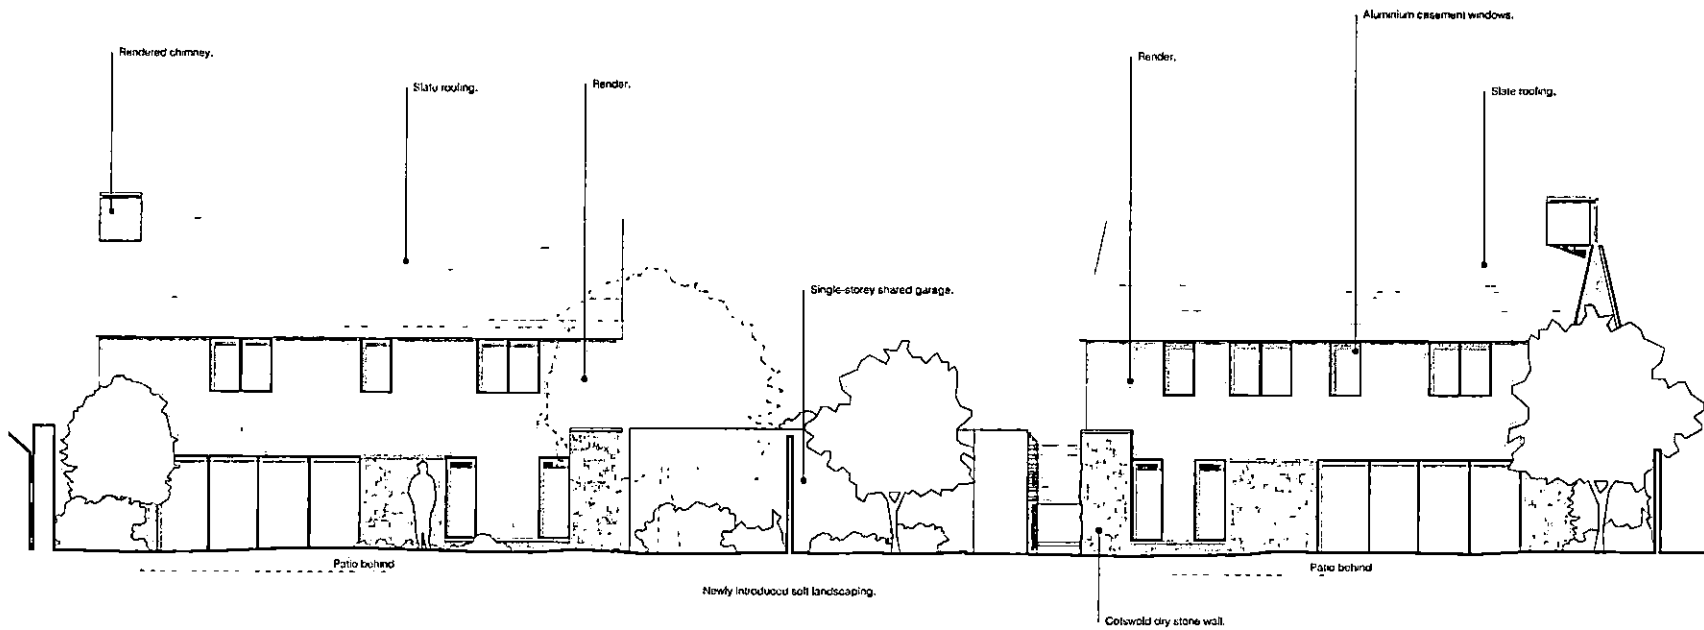 Aluminium casement windows.
Rendered chimney.
Render.
Slate roofing.
Render.
Slate roofing.
Single-storey shared garage.
Patio behind
Patio behind
Newly introduced soft landscaping.
Cotswold dry stone wall.